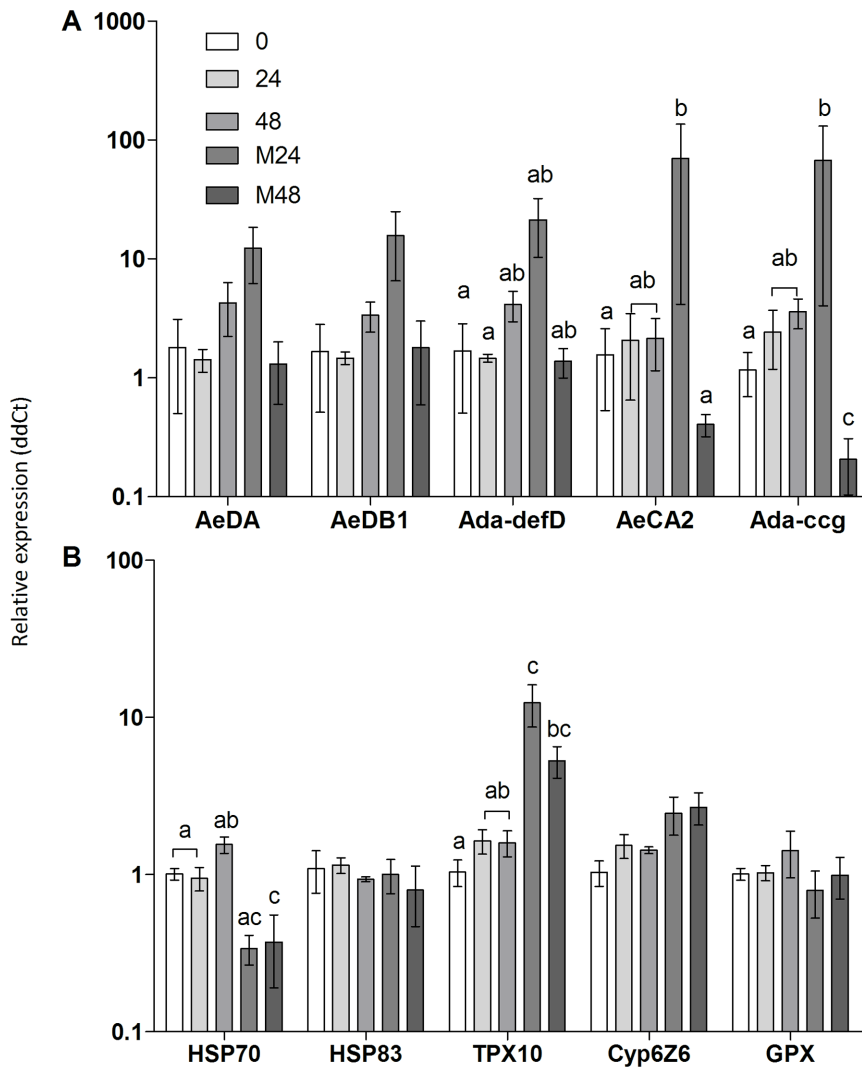 A
1000
100
10
1
0.1
0
24
48
M24
M48
a
a
ab
ab
ab
a
ab
b
a
a
ab
b
c
AeDA
AeDB1
Ada-defD
AeCA2
Ada-ccg
Relative expression (ddCt)
B
100
10
1
0.1
a
ab
ac
c
a
ab
c
bc
HSP70
HSP83
TPX10
Cyp6Z6
GPX